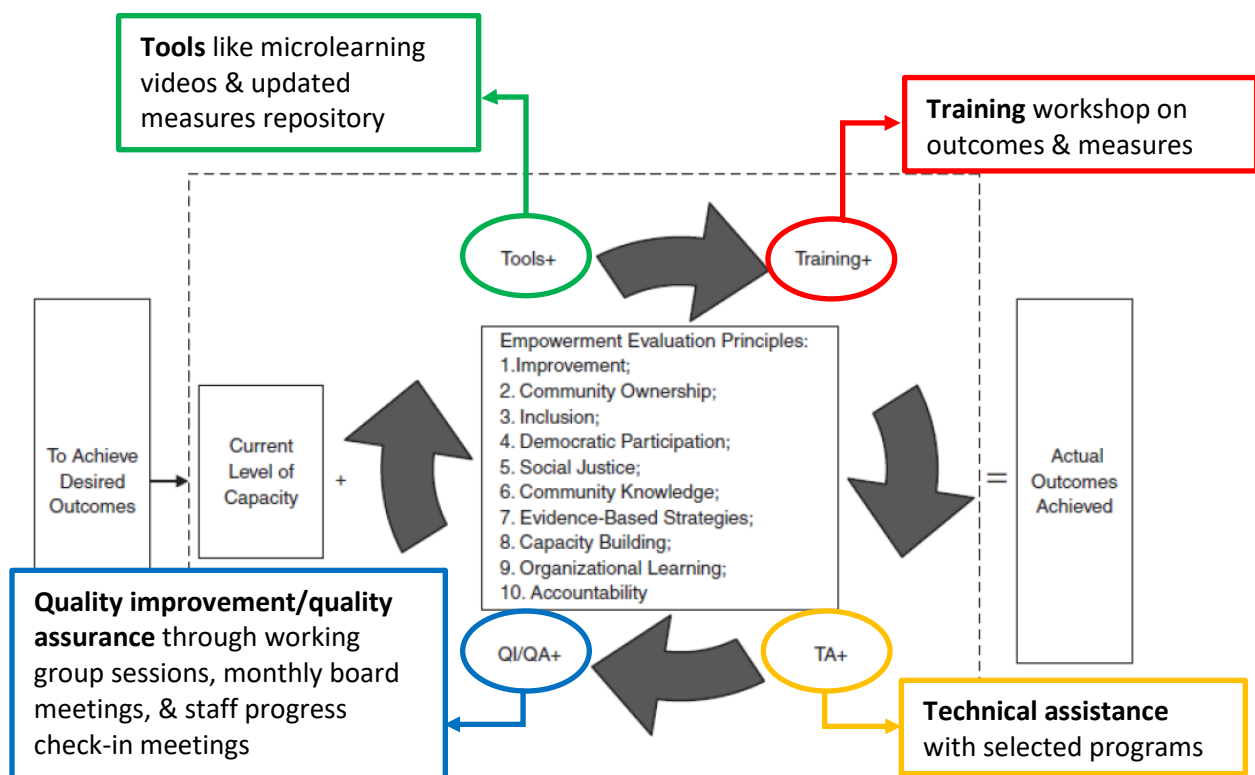 Tools like microlearning
videos & updated
measures repository
Training workshop on
outcomes & measures
Tools+
Training+
To Achieve
Desired
Outcomes
Current
Level of
Capacity
+
Empowerment Evaluation Principles:
1.Improvement;
2. Community Ownership;
3. Inclusion;
4. Democratic Participation;
5. Social Justice;
6. Community Knowledge;
7. Evidence-Based Strategies;
8. Capacity Building;
9. Organizational Learning;
10. Accountability
=
Actual
Outcomes
Achieved
QI/QA+
TA+
Quality improvement/quality
assurance through working
group sessions, monthly board
meetings, & staff progress
check-in meetings
Technical assistance
with selected programs